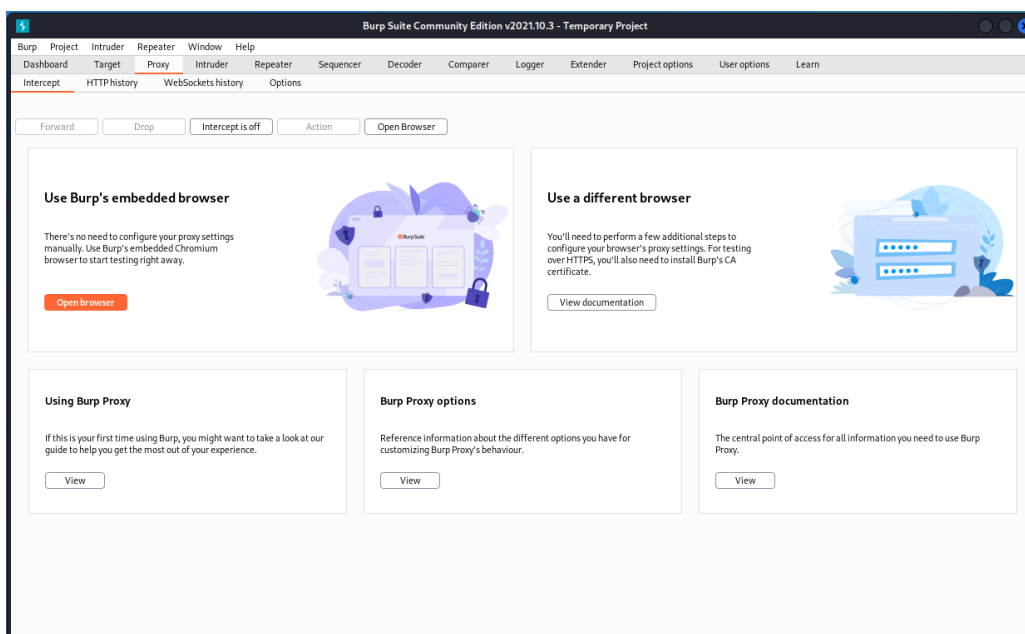 Burp Suite Community Edition v2021.10.3 - Temporary Project
Burp Project Intruder Repeater Window Help
Dashboard Target Proxy Intruder Repeater Sequencer Decoder Comparer Logger Extender Project options User options Learn
Intercept HTTP history WebSockets history Options
Forward Drop Intercept is off Action Open Browser
Use Burp's embedded browser
There's no need to configure your proxy settings
manually. Use Burp's embedded Chromium
browser to start testing right away.
Open browser
BurpSuite
Use a different browser
You'll need to perform a few additional steps to
configure your browser's proxy settings. For testing
over HTTPS, you'll also need to install Burp's CA
certificate.
View documentation
Using Burp Proxy
If this is your first time using Burp, you might want to take a look at our
guide to help you get the most out of your experience.
View
Burp Proxy options
Reference information about the different options you have for
customizing Burp Proxy's behaviour.
View
Burp Proxy documentation
The central point of access for all information you need to use Burp
Proxy.
View